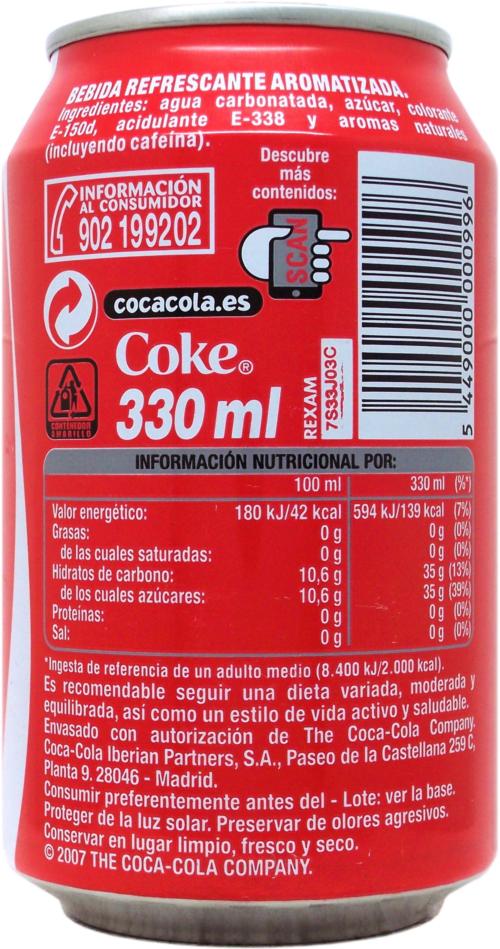 BEBIDA REFRESCANTE AROMATIZADA.
Ingredientes: agua carbonatada, azúcar, colorante
E-150d, acidulante E-338 y aromas naturales
(incluyendo cafeína).
INFORMACIÓN
AL CONSUMIDOR
902 199202
Descubre
más
contenidos:
SCAN
cocacola.es
Coke®
330 ml
CONTENEDOR
AMARILLO
REXAM
7S33J03C
5 449000 000996
INFORMACIÓN NUTRICIONAL POR:
100 ml 330 ml (%*)
Valor energético: 180 kJ/42 kcal 594 kJ/139 kcal (7%)
Grasas: 0 g 0 g (0%)
de las cuales saturadas: 0 g 0 g (0%)
Hidratos de carbono: 10,6 g 35 g (13%)
de los cuales azúcares: 10,6 g 35 g (39%)
Proteínas: 0 g 0 g (0%)
Sal: 0 g 0 g (0%)
*Ingesta de referencia de un adulto medio (8.400 kJ/2.000 kcal).
Es recomendable seguir una dieta variada, moderada y
equilibrada, así como un estilo de vida activo y saludable.
Envasado con autorización de The Coca-Cola Company.
Coca-Cola Iberian Partners, S.A., Paseo de la Castellana 259 C,
Planta 9. 28046 - Madrid.
Consumir preferentemente antes del - Lote: ver la base.
Proteger de la luz solar. Preservar de olores agresivos.
Conservar en lugar limpio, fresco y seco.
© 2007 THE COCA-COLA COMPANY.